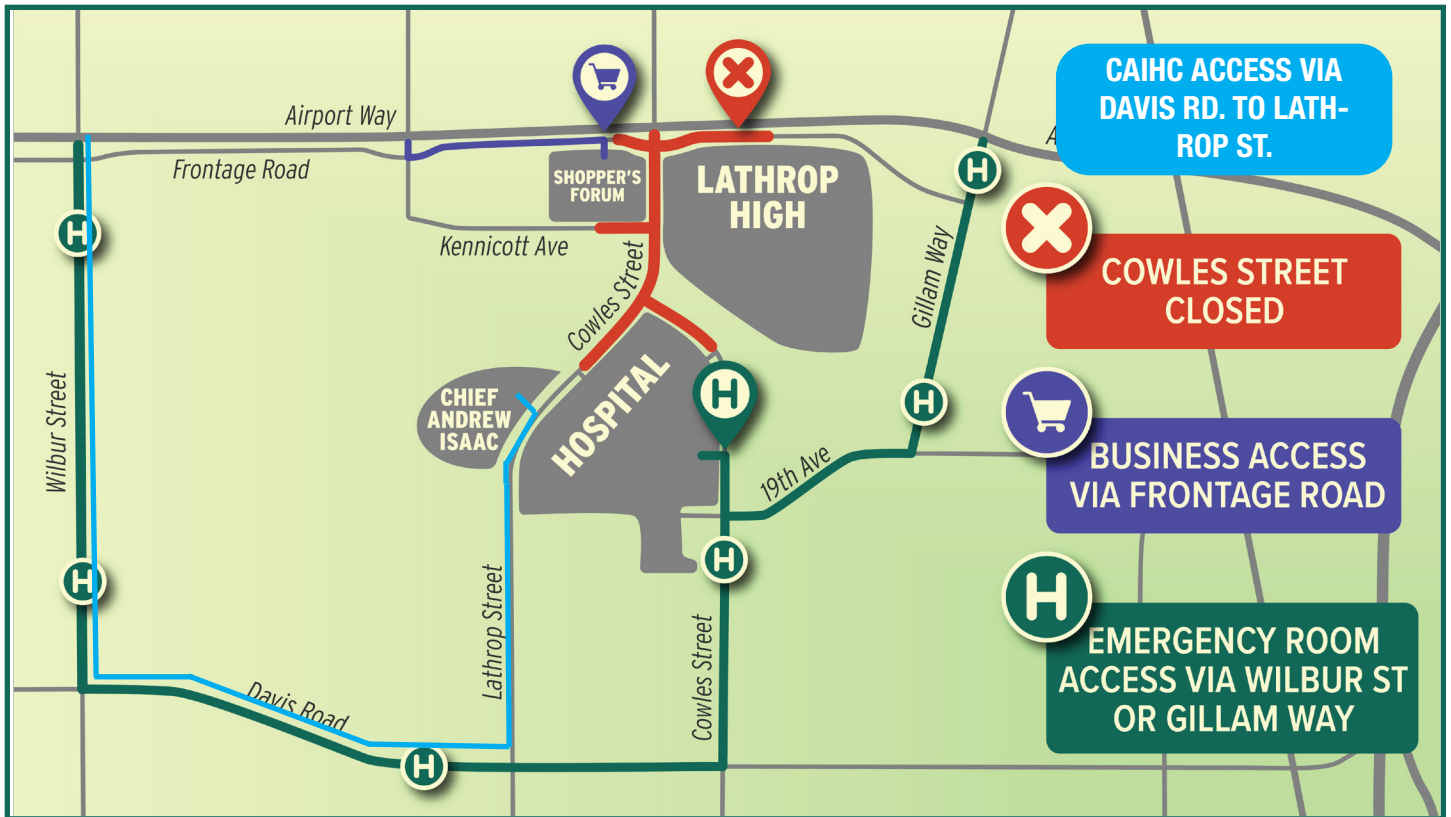 Airport Way
Frontage Road
SHOPPER'S
FORUM
LATHROP
HIGH
Kennicott Ave
Cowles Street
Gillam Way
CHIEF
ANDREW
ISAAC
HOSPITAL
H
H
H
H
H
H
H
Wilbur Street
19th Ave
Lathrop Street
Cowles Street
Davis Road
A
CAIHC ACCESS VIA
DAVIS RD. TO LATH-
ROP ST.
COWLES STREET
CLOSED
BUSINESS ACCESS
VIA FRONTAGE ROAD
H
EMERGENCY ROOM
ACCESS VIA WILBUR ST
OR GILLAM WAY